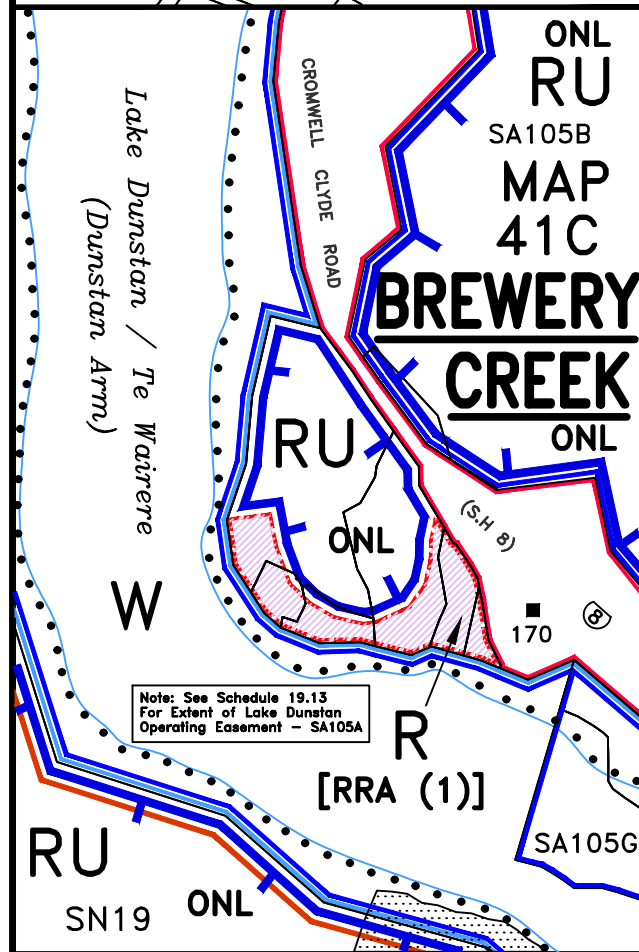 ONL
RU
SA105B
MAP
41C
BREWERY
CREEK
ONL
CROMWELL CLYDE ROAD
Lake Dunstan / Te Wairere
(Dunstan Arm)
RU
ONL
(S.H 8)
8
170
W
Note: See Schedule 19.13
For Extent of Lake Dunstan
Operating Easement - SA105A
R
[RRA (1)]
SA105G
RU
ONL
SN19